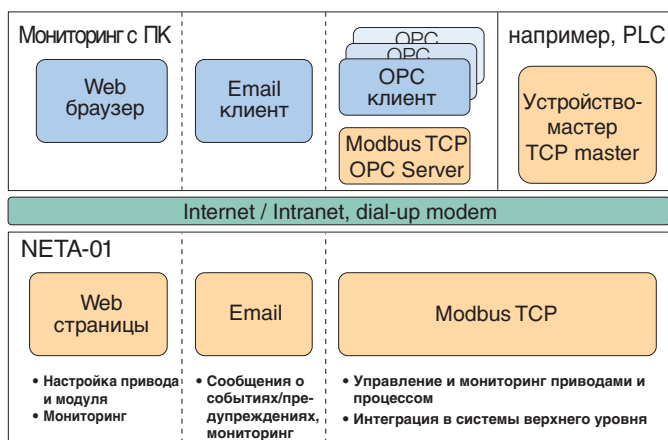 Мониторинг с ПК
например, PLC
Web
браузер
Email
клиент
OPC
OPC
OPC
клиент
Modbus TCP
OPC Server
Устройство-
мастер
TCP master
Internet / Intranet, dial-up modem
NETA-01
Web
страницы
Email
Modbus TCP
• Настройка привода
и модуля
• Мониторинг
• Сообщения о
событиях/пре-
дупреждениях,
мониторинг
• Управление и мониторинг приводами и
процессом
• Интеграция в системы верхнего уровня